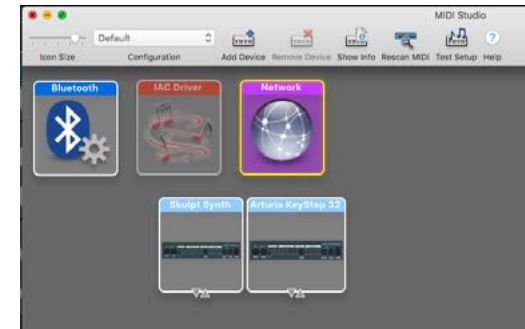 MIDI Studio
Default
Icon Size
Configuration
Add Device
Remove Device
Show Info
Rescan MIDI
Test Setup
Help
Bluetooth
IAC Driver
Network
Skulpt Synth
Arturia KeyStep 32